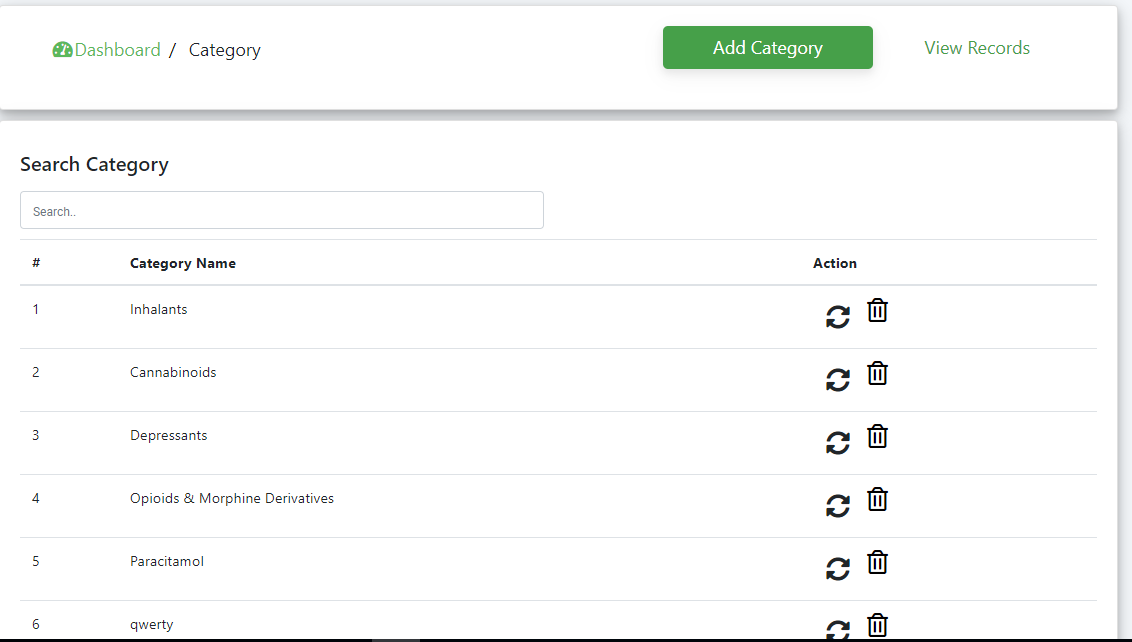 Dashboard / Category
Add Category
View Records
Search Category
Search..
# Category Name Action
1 Inhalants
2 Cannabinoids
3 Depressants
4 Opioids & Morphine Derivatives
5 Paracitamol
6 qwerty